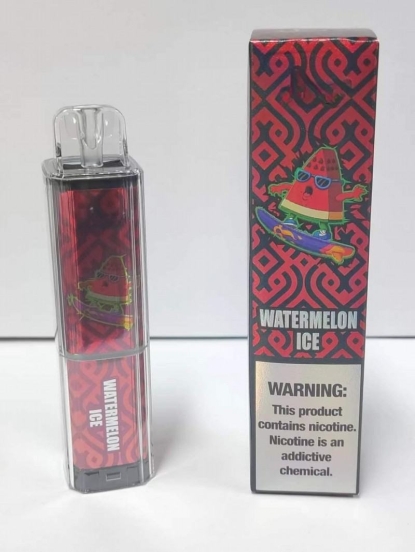 WATERMELON
ICE
WATERMELON
ICE
WARNING:
This product
contains nicotine.
Nicotine is an
addictive
chemical.